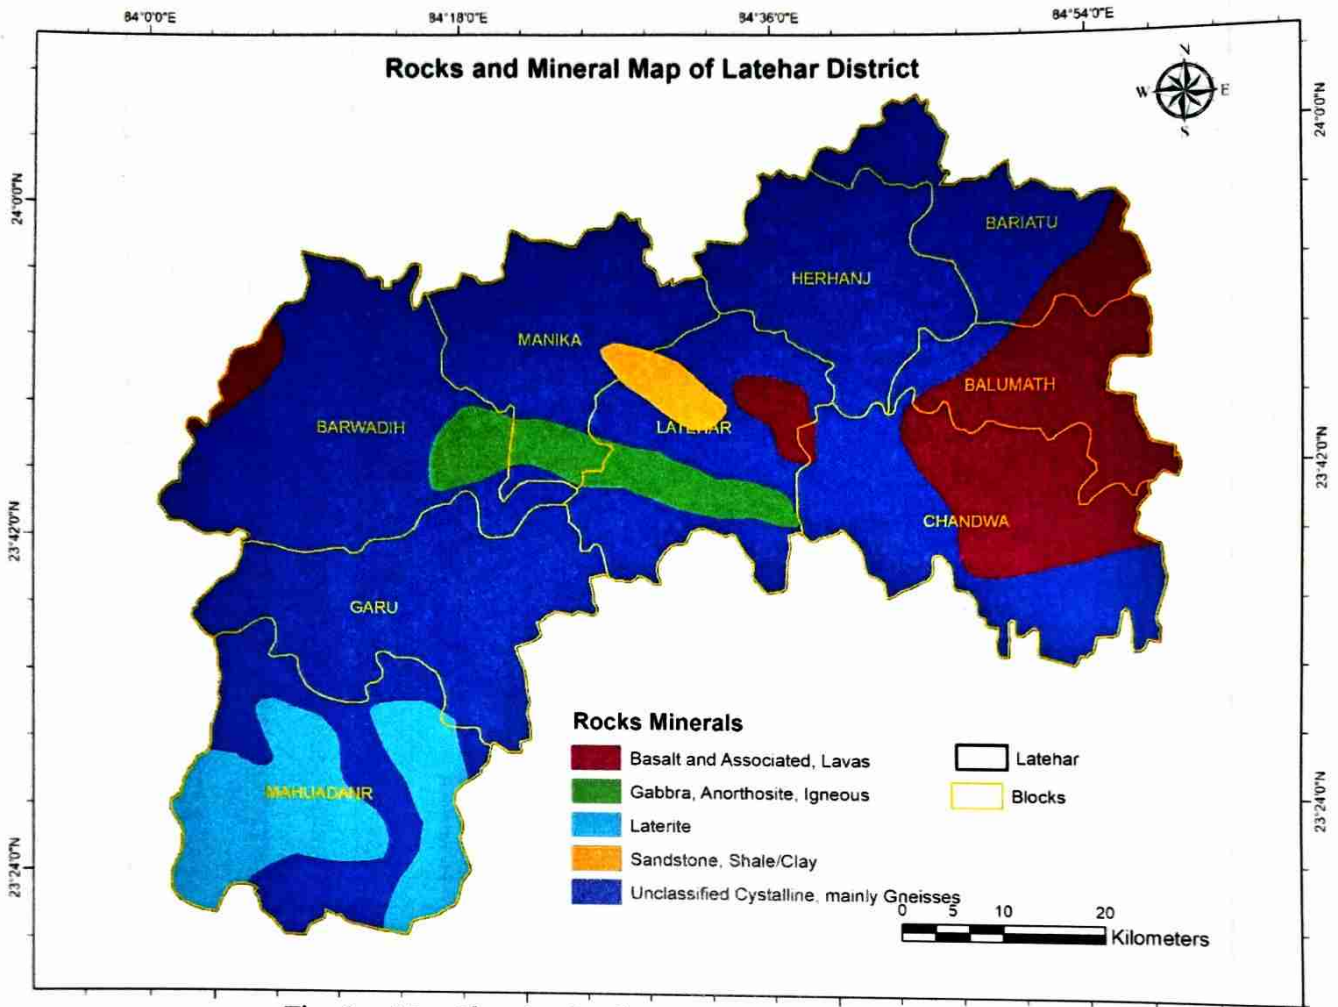 84°0'0"E
84°18'0"E
84°36'0"E
84°54'0"E
Rocks and Mineral Map of Latehar District
N
W
E
S
24°0'0"N
24°0'0"N
BARIATU
HERHANJ
MANIKA
BALUMATH
BARWADIH
LATEHAR
23°42'0"N
23°42'0"N
CHANDWA
GARU
MAHUADANR
Rocks Minerals
Basalt and Associated, Lavas
Gabbra, Anorthosite, Igneous
Laterite
Sandstone, Shale/Clay
Unclassified Cystalline, mainly Gneisses
Latehar
Blocks
23°24'0"N
23°24'0"N
0 5 10 20
Kilometers